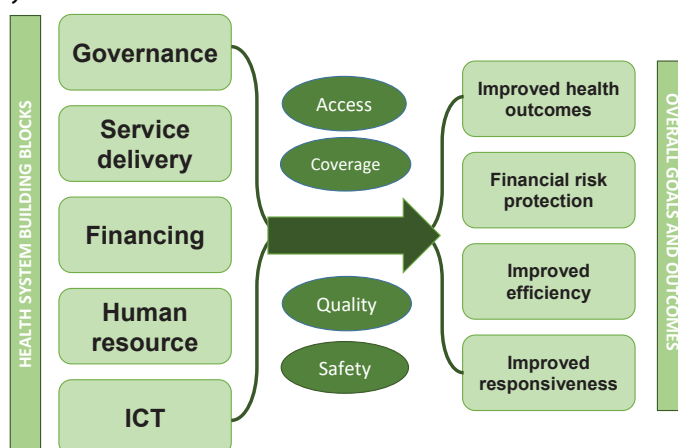 HEALTH SYSTEM BUILDING BLOCKS
Governance
Service
delivery
Financing
Human
resource
ICT
Access
Coverage
Quality
Safety
Improved health
outcomes
Financial risk
protection
Improved
efficiency
Improved
responsiveness
OVERALL GOALS AND OUTCOMES